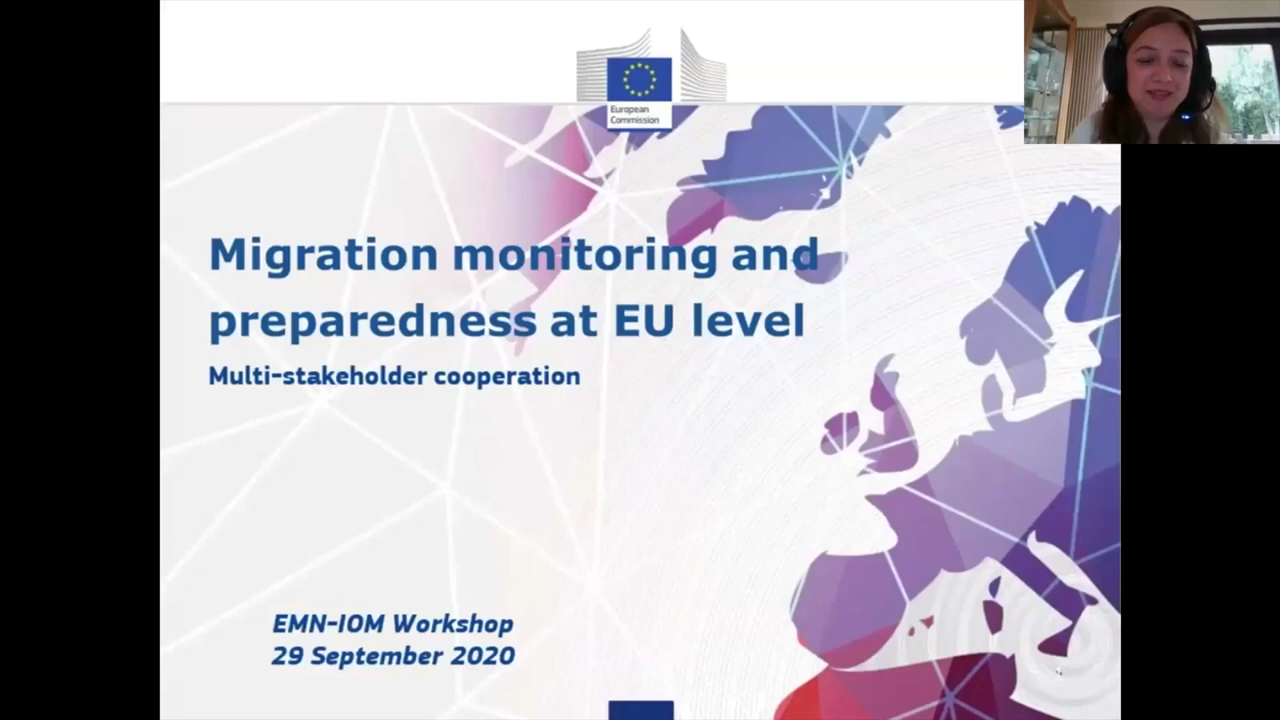 European
Commission
Migration monitoring and
preparedness at EU level
Multi-stakeholder cooperation
EMN-IOM Workshop
29 September 2020